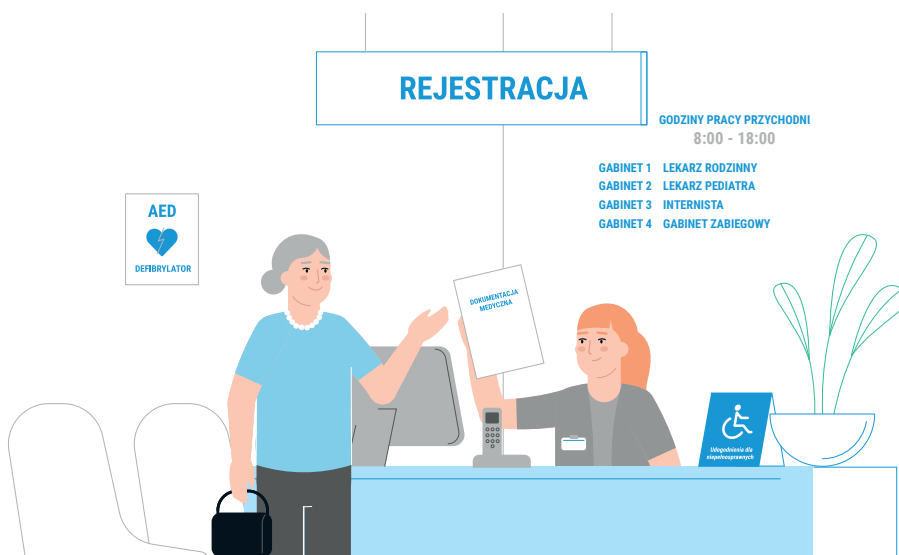 REJESTRACJA
GODZINY PRACY PRZYCHODNI
8:00 - 18:00
GABINET 1 LEKARZ RODZINNY
GABINET 2 LEKARZ PEDIATRA
GABINET 3 INTERNISTA
GABINET 4 GABINET ZABIEGOWY
AED
DEFIBRYLATOR
DOKUMENTACJA
MEDYCZNA
Udogodnienia dla
niepełnosprawnych